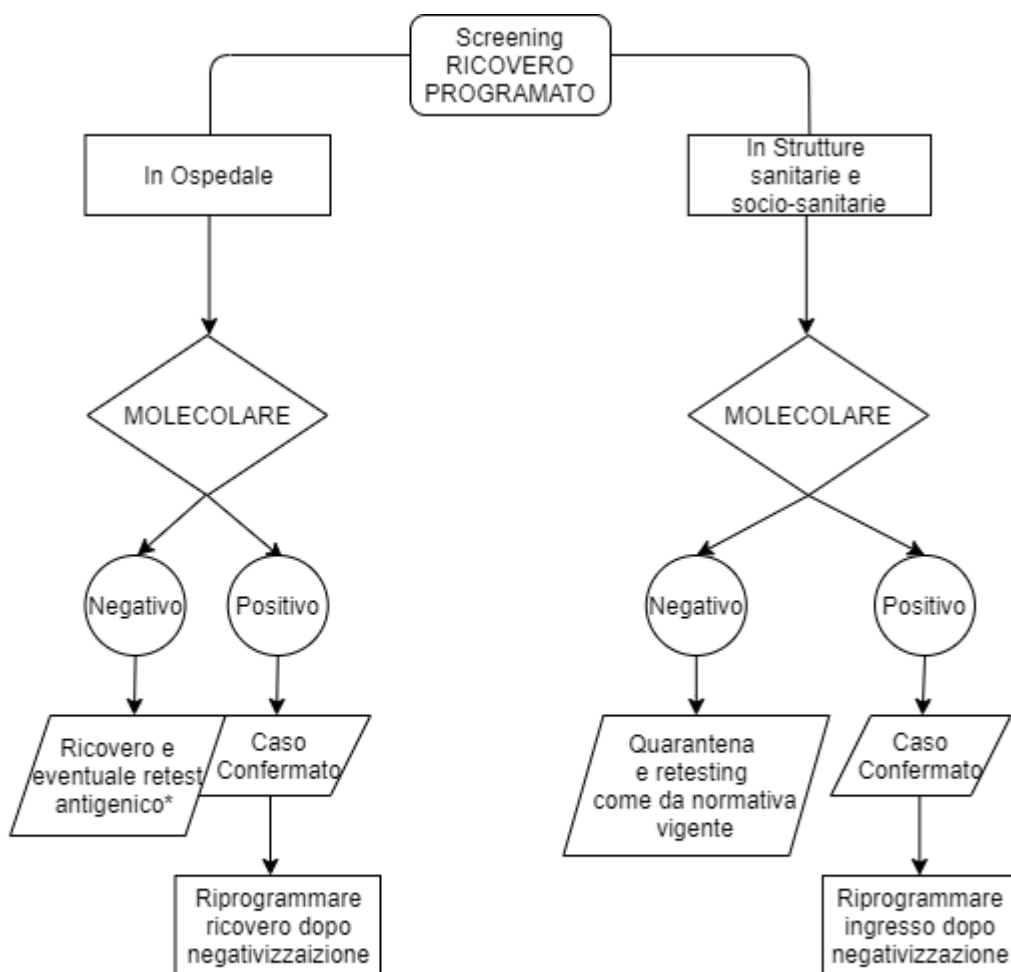 Screening
RICOVERO
PROGRAMATO
In Ospedale
In Strutture
sanitarie e
socio-sanitarie
MOLECOLARE
MOLECOLARE
Negativo
Positivo
Negativo
Positivo
Ricovero e
eventuale retest
antigenico*
Caso
Confermato
Quarantena
e retesting
come da normativa
vigente
Caso
Confermato
Riprogrammare
ricovero dopo
negativizzaizione
Riprogrammare
ingresso dopo
negativizzazione